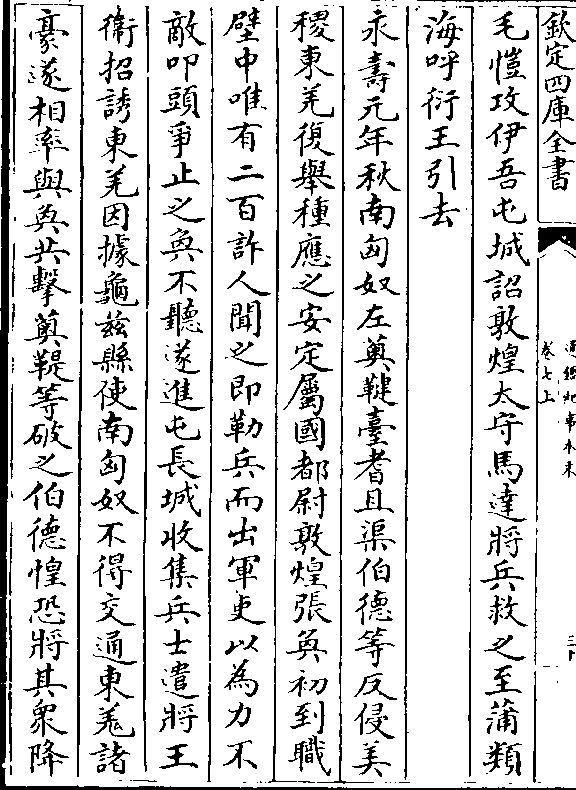 欽定四庫全書
通鑑紀事本末
卷七上
毛愷攻伊吾屯城詔敦煌太守馬達將兵救之至蒲類
海呼衍王引去
永壽元年秋南匈奴左薁鞬臺耆且渠伯德等反侵美
稷東羌復舉種應之安定屬國都尉敦煌張奐初到職
壁中唯有二百許人聞之即勒兵而出軍吏以為力不
敵叩頭爭止之奐不聽遂進屯長城收集兵士遣將王
衛招誘東羌因據龜茲縣使南匈奴不得交通東羌諸
豪遂相率與奐共擊薁鞮等破之伯德惶恐將其衆降